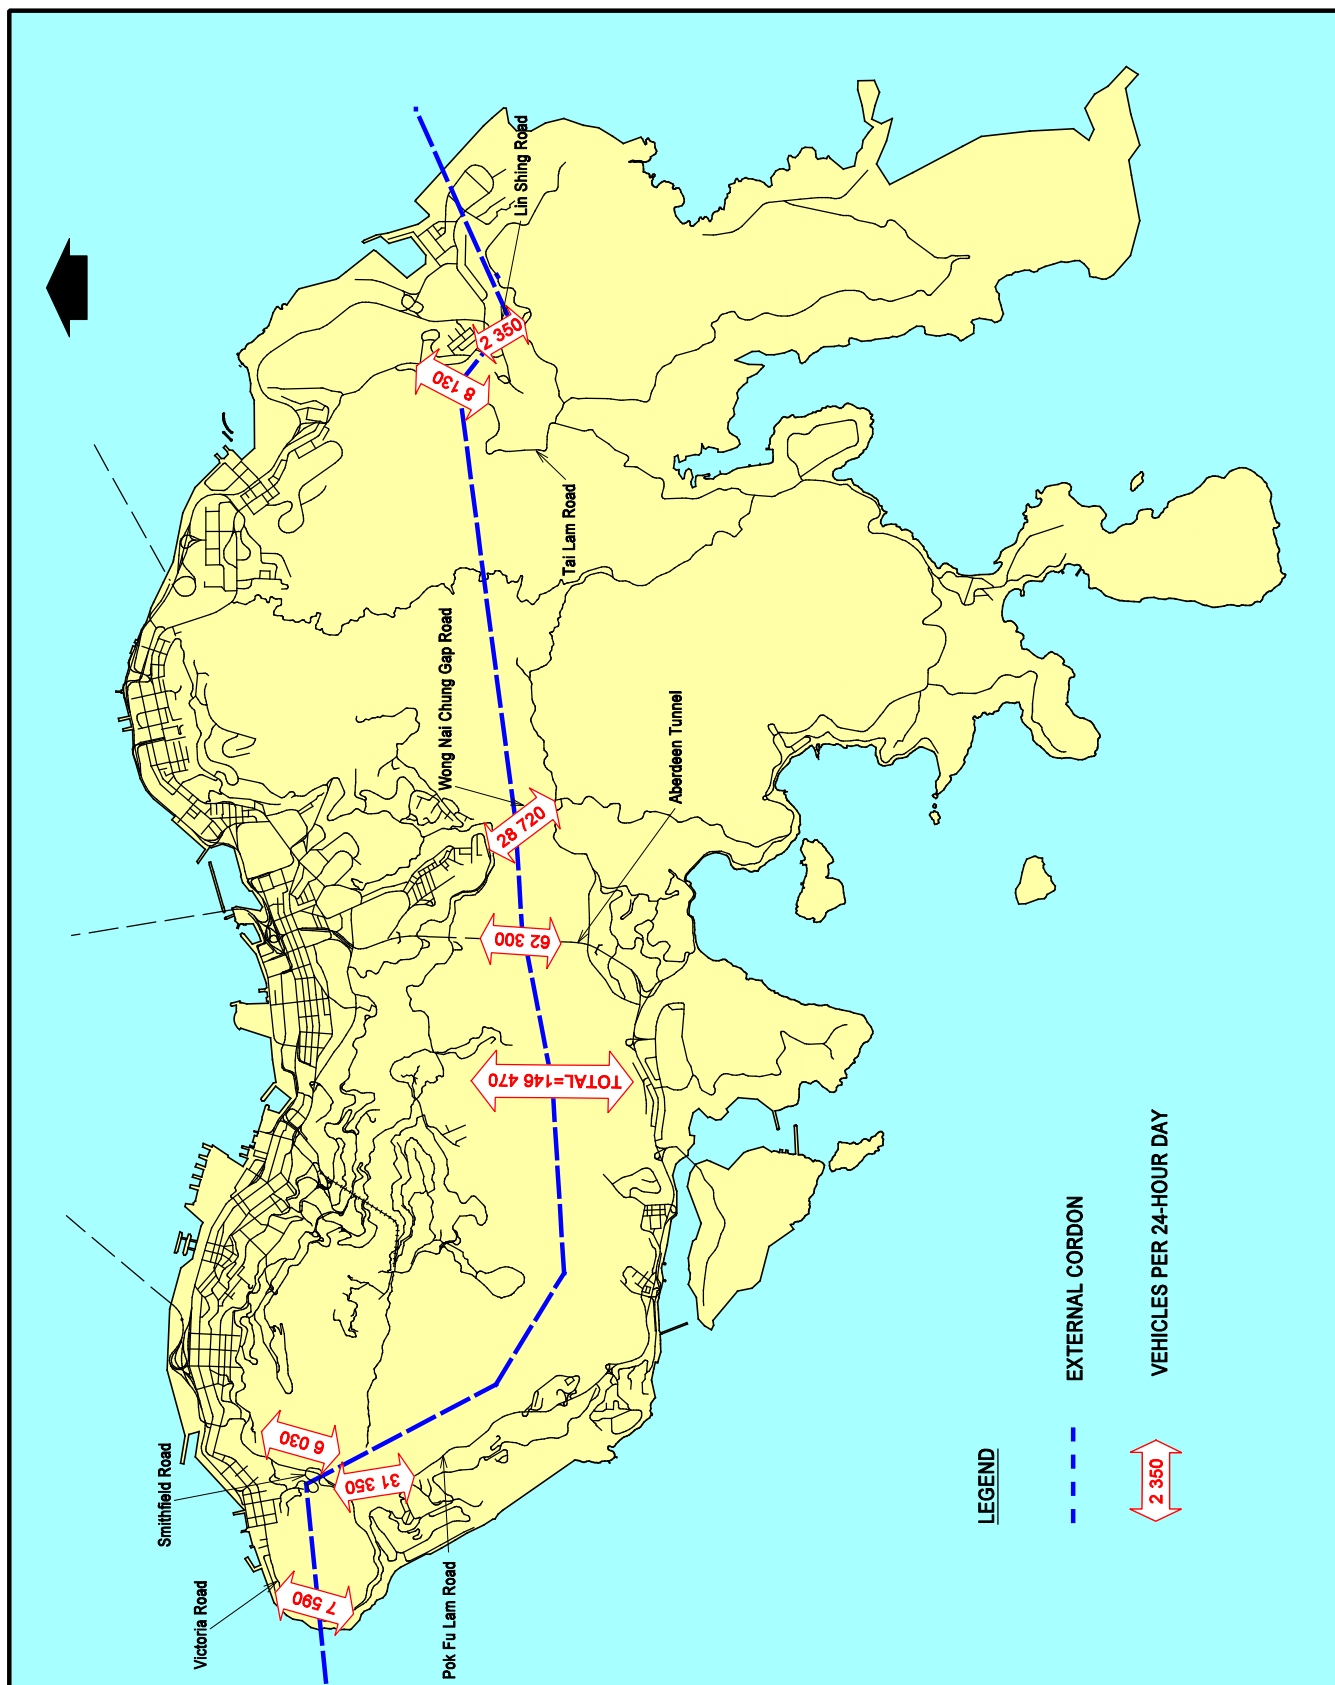 Victoria Road
Smithfield Road
Pok Fu Lam Road
7 590
6 030
31 350
TOTAL=146 470
62 300
Aberdeen Tunnel
28 720
Wong Nai Chung Gap Road
Tai Lam Road
8 130
2 350
Lin Shing Road
LEGEND
EXTERNAL CORDON
2 350
VEHICLES PER 24-HOUR DAY